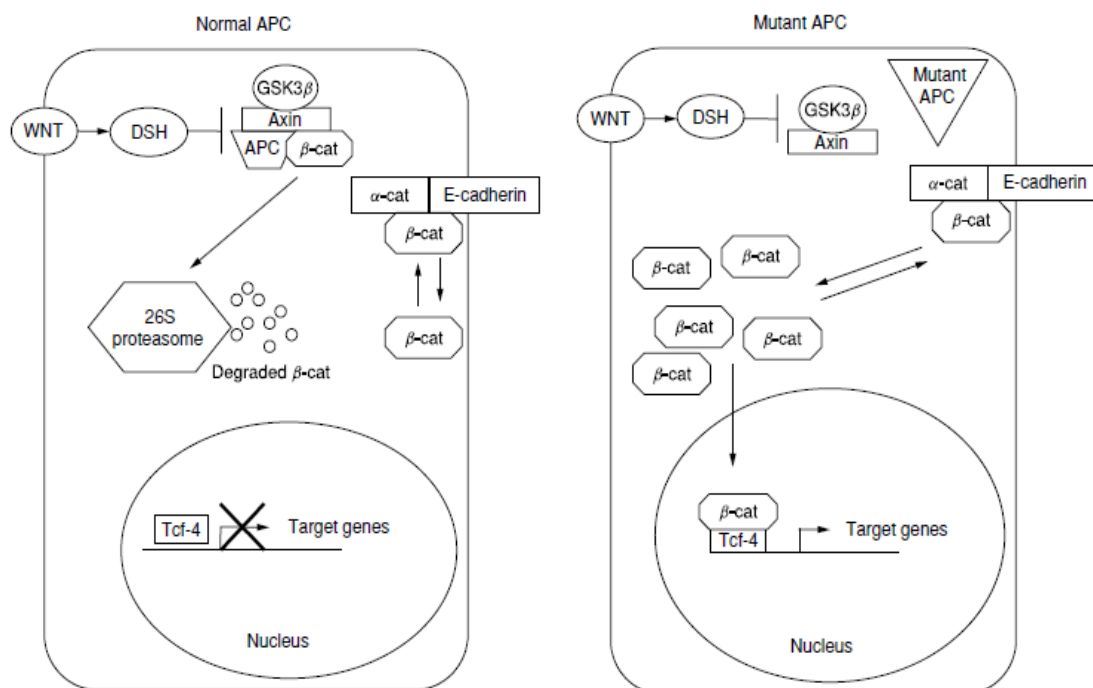 Normal APC
GSK3β
Axin
WNT
DSH
APC
β-cat
α-cat
E-cadherin
β-cat
β-cat
26S
proteasome
Degraded β-cat
Tcf-4
Target genes
Nucleus
Mutant APC
Mutant
APC
GSK3β
WNT
DSH
Axin
α-cat
E-cadherin
β-cat
β-cat
β-cat
β-cat
β-cat
β-cat
β-cat
Tcf-4
Target genes
Nucleus